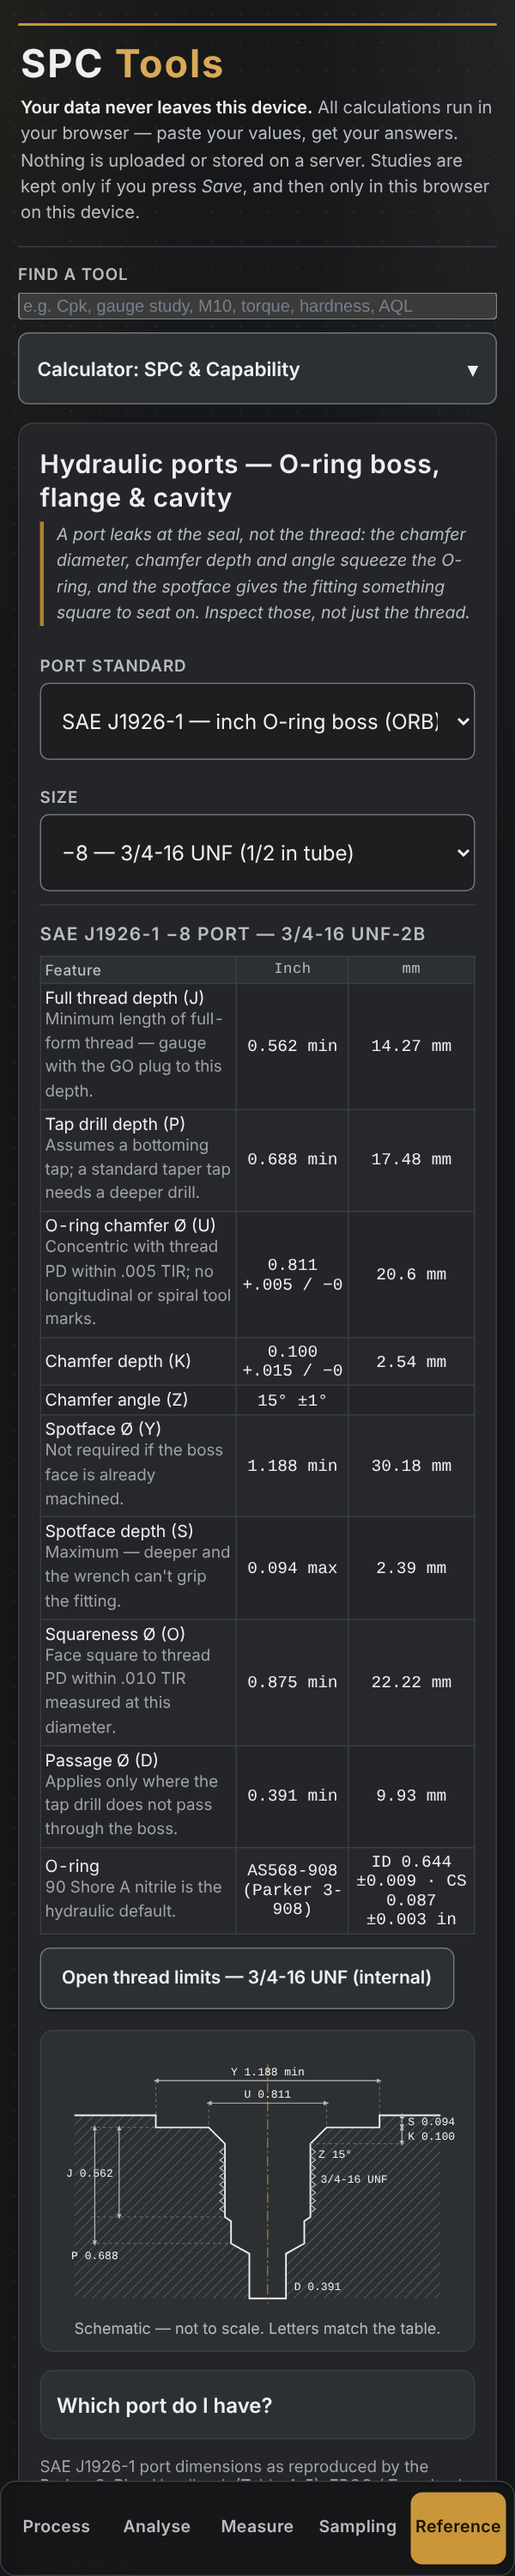 SPC Tools
Your data never leaves this device. All calculations run in
your browser — paste your values, get your answers.
Nothing is uploaded or stored on a server. Studies are
kept only if you press Save, and then only in this browser
on this device.
FIND A TOOL
e.g. Cpk, gauge study, M10, torque, hardness, AQL
Calculator: SPC & Capability ▾
Hydraulic ports — O-ring boss,
flange & cavity
A port leaks at the seal, not the thread: the chamfer
diameter, chamfer depth and angle squeeze the O-
ring, and the spotface gives the fitting something
square to seat on. Inspect those, not just the thread.
PORT STANDARD
SAE J1926-1 — inch O-ring boss (ORB)
SIZE
−8 — 3/4-16 UNF (1/2 in tube)
SAE J1926-1 −8 PORT — 3/4-16 UNF-2B
Feature Inch mm
Full thread depth (J)
Minimum length of full-
form thread — gauge
with the GO plug to this
depth.
0.562 min 14.27 mm
Tap drill depth (P)
Assumes a bottoming
tap; a standard taper tap
needs a deeper drill.
0.688 min 17.48 mm
O-ring chamfer Ø (U)
Concentric with thread
PD within .005 TIR; no
longitudinal or spiral tool
marks.
0.811
+.005 / −0
20.6 mm
Chamfer depth (K)
0.100
+.015 / −0
2.54 mm
Chamfer angle (Z) 15° ±1°
Spotface Ø (Y)
Not required if the boss
face is already
machined.
1.188 min 30.18 mm
Spotface depth (S)
Maximum — deeper and
the wrench can't grip
the fitting.
0.094 max 2.39 mm
Squareness Ø (O)
Face square to thread
PD within .010 TIR
measured at this
diameter.
0.875 min 22.22 mm
Passage Ø (D)
Applies only where the
tap drill does not pass
through the boss.
0.391 min 9.93 mm
O-ring
90 Shore A nitrile is the
hydraulic default.
AS568-908
(Parker 3-
908)
ID 0.644
±0.009 · CS
0.087
±0.003 in
Open thread limits — 3/4-16 UNF (internal)
Y 1.188 min
U 0.811
S 0.094
K 0.100
Z 15°
J 0.562
3/4-16 UNF
P 0.688
D 0.391
Schematic — not to scale. Letters match the table.
Which port do I have?
SAE J1926-1 port dimensions as reproduced by the
Process Analyse Measure Sampling Reference